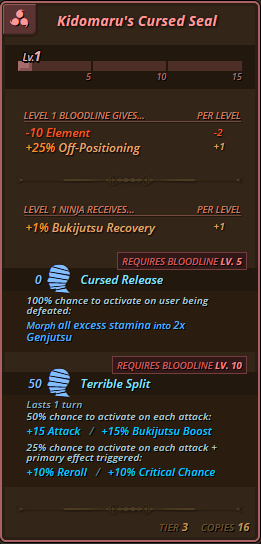 Kidomaru's Cursed Seal
Lv.1
5 10 15
LEVEL 1 BLOODLINE GIVES... PER LEVEL
-10 Element -2
+25% Off-Positioning +1
LEVEL 1 NINJA RECEIVES... PER LEVEL
+1% Bukijutsu Recovery +1
REQUIRES BLOODLINE LV. 5
0 Cursed Release
100% chance to activate on user being
defeated:
Morph all excess stamina into 2x
Genjutsu
REQUIRES BLOODLINE LV. 10
50 Terrible Split
Lasts 1 turn
50% chance to activate on each attack:
+15 Attack / +15% Bukijutsu Boost
25% chance to activate on each attack +
primary effect triggered:
+10% Reroll / +10% Critical Chance
TIER 3 COPIES 16